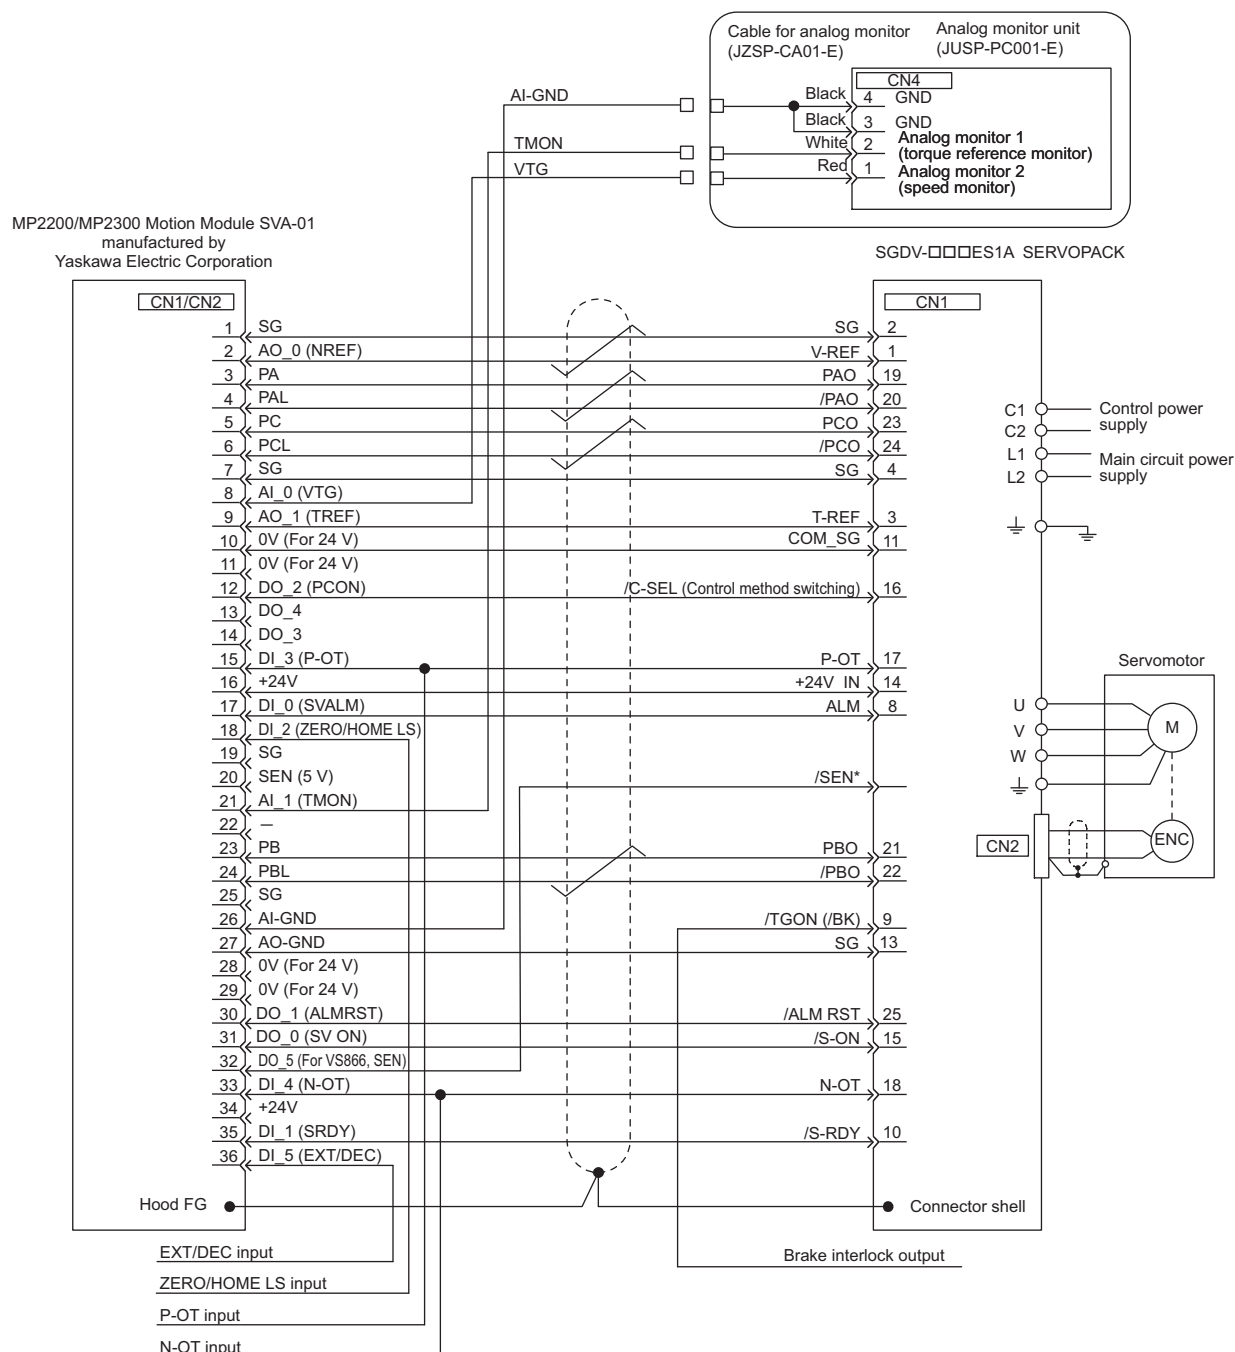 Cable for analog monitor
(JZSP-CA01-E)
Analog monitor unit
(JUSP-PC001-E)
CN4
AI-GND
Black 4 GND
Black 3 GND
TMON
White 2 Analog monitor 1
(torque reference monitor)
VTG
Red 1 Analog monitor 2
(speed monitor)
MP2200/MP2300 Motion Module SVA-01
manufactured by
Yaskawa Electric Corporation
SGDV-□□□ES1A SERVOPACK
CN1/CN2
CN1
1 SG SG 2
2 AO_0 (NREF) V-REF 1
3 PA PAO 19
4 PAL /PAO 20
5 PC PCO 23
6 PCL /PCO 24
7 SG SG 4
8 AI_0 (VTG)
9 AO_1 (TREF) T-REF 3
10 0V (For 24 V) COM_SG 11
11 0V (For 24 V)
12 DO_2 (PCON) /C-SEL (Control method switching) 16
13 DO_4
14 DO_3
15 DI_3 (P-OT) P-OT 17
16 +24V +24V IN 14
17 DI_0 (SVALM) ALM 8
18 DI_2 (ZERO/HOME LS)
19 SG
20 SEN (5 V) /SEN*
21 AI_1 (TMON)
22 –
23 PB PBO 21
24 PBL /PBO 22
25 SG
26 AI-GND /TGON (/BK) 9
27 AO-GND SG 13
28 0V (For 24 V)
29 0V (For 24 V)
30 DO_1 (ALMRST) /ALM RST 25
31 DO_0 (SV ON) /S-ON 15
32 DO_5 (For VS866, SEN)
33 DI_4 (N-OT) N-OT 18
34 +24V
35 DI_1 (SRDY) /S-RDY 10
36 DI_5 (EXT/DEC)
C1
C2
Control power
supply
L1
L2
Main circuit power
supply
Servomotor
U
V
W
M
CN2
ENC
Hood FG
Connector shell
EXT/DEC input
Brake interlock output
ZERO/HOME LS input
P-OT input
N-OT input